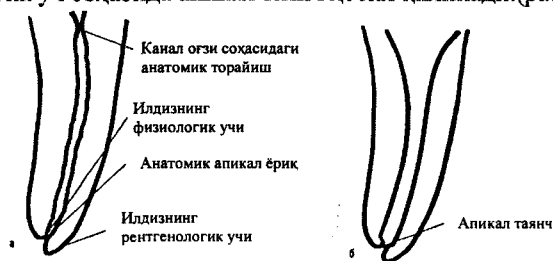 Канал оғзи соҳасидаги
анатомик торайиш
Илдизнинг
физиологик учи
Анатомик апикал ёриқ
Илдизнинг
рентгенологик учи
а
Апикал таянч
б